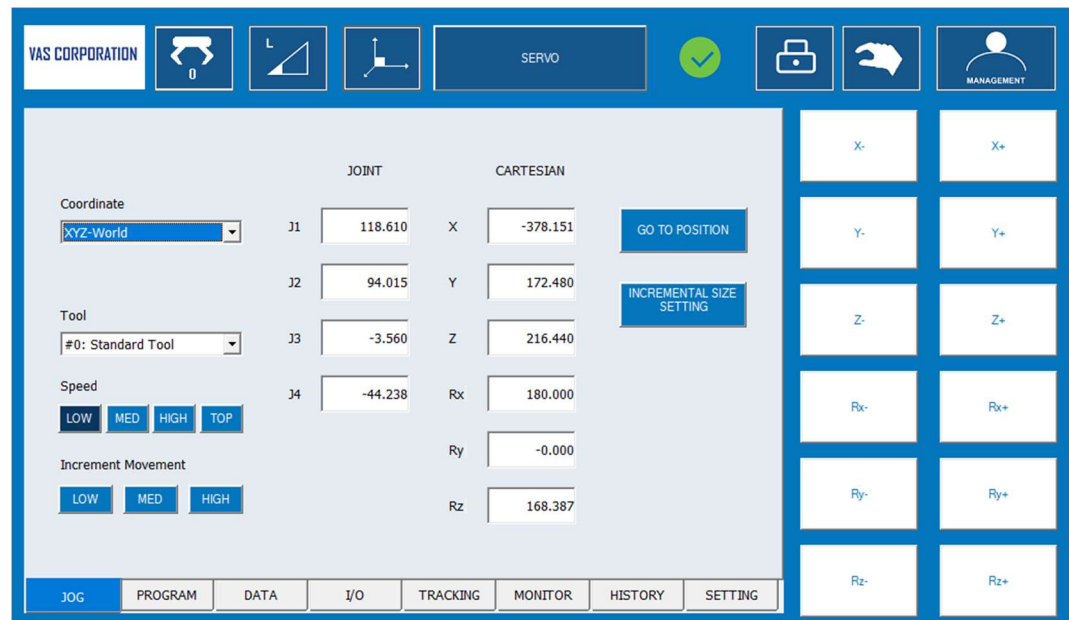 VAS CORPORATION
0
L
SERVO
MANAGEMENT
JOINT
CARTESIAN
Coordinate
XYZ-World
J1
118.610
X
-378.151
GO TO POSITION
J2
94.015
Y
172.480
INCREMENTAL SIZE
SETTING
Tool
#0: Standard Tool
J3
-3.560
Z
216.440
Speed
LOW
MED
HIGH
TOP
J4
-44.238
Rx
180.000
Ry
-0.000
Increment Movement
LOW
MED
HIGH
Rz
168.387
X-
X+
Y-
Y+
Z-
Z+
Rx-
Rx+
Ry-
Ry+
Rz-
Rz+
JOG
PROGRAM
DATA
I/O
TRACKING
MONITOR
HISTORY
SETTING